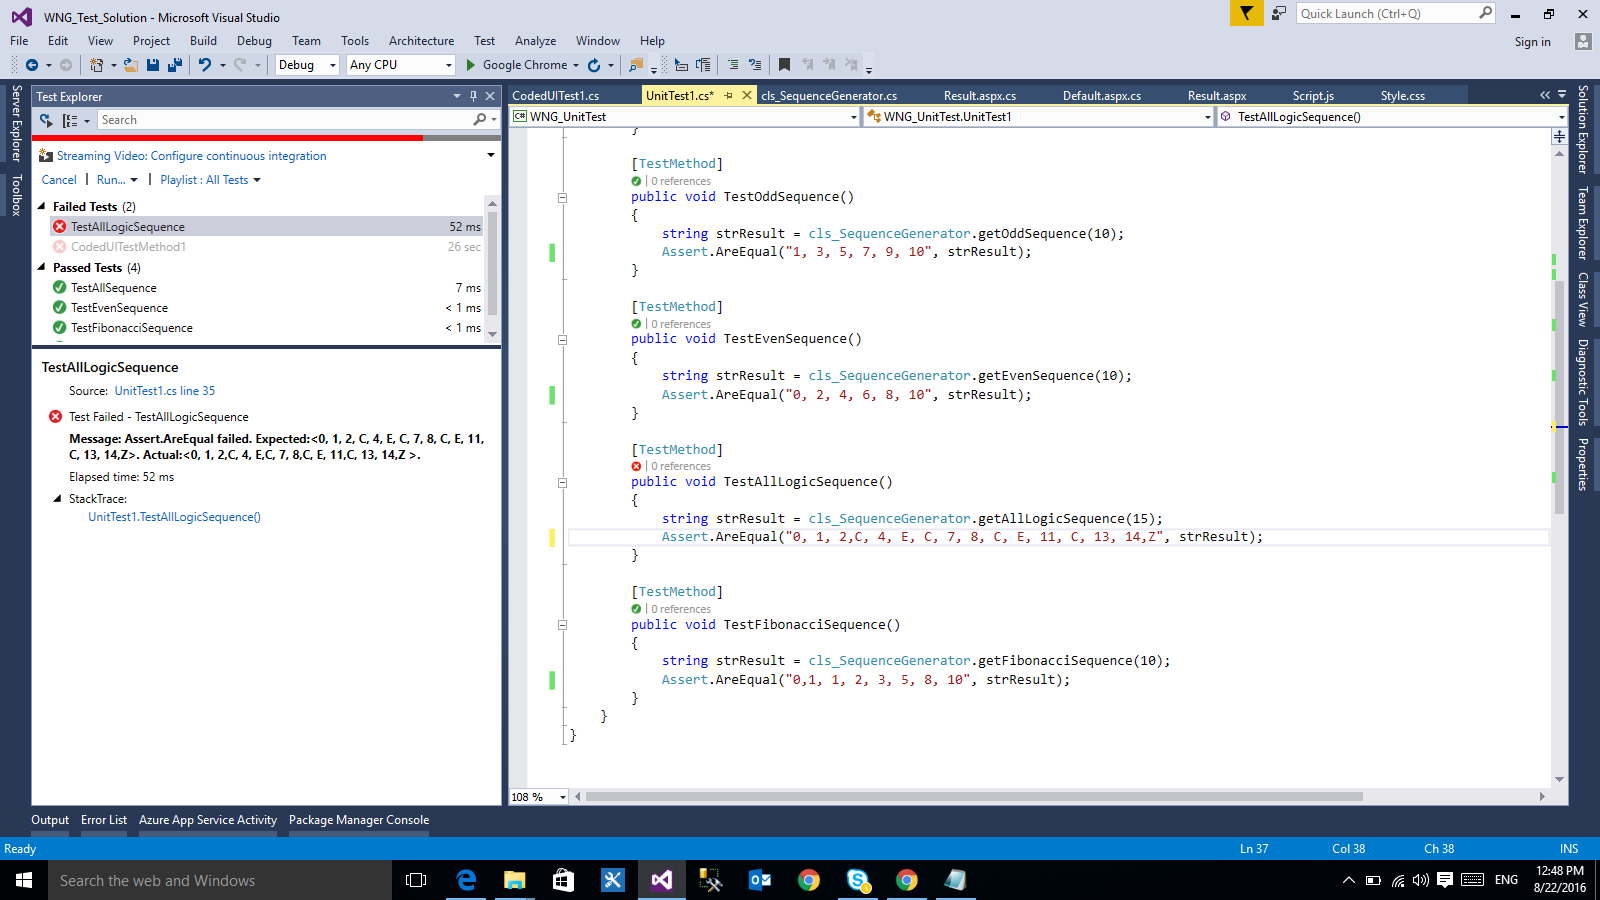 WNG_Test_Solution - Microsoft Visual Studio
Quick Launch (Ctrl+Q)
File Edit View Project Build Debug Team Tools Architecture Test Analyze Window Help
Sign in
Debug Any CPU Google Chrome
Server Explorer
Toolbox
Test Explorer
Search
Streaming Video: Configure continuous integration
Cancel | Run... | Playlist : All Tests
Failed Tests (2)
TestAllLogicSequence 52 ms
CodedUITestMethod1 26 sec
Passed Tests (4)
TestAllSequence 7 ms
TestEvenSequence < 1 ms
TestFibonacciSequence < 1 ms
TestAllLogicSequence
Source: UnitTest1.cs line 35
Test Failed - TestAllLogicSequence
Message: Assert.AreEqual failed. Expected:<0, 1, 2, C, 4, E, C, 7, 8, C, E, 11,
C, 13, 14,Z>. Actual:<0, 1, 2,C, 4, E,C, 7, 8,C, E, 11,C, 13, 14,Z >.
Elapsed time: 52 ms
StackTrace:
UnitTest1.TestAllLogicSequence()
CodedUITest1.cs UnitTest1.cs* cls_SequenceGenerator.cs Result.aspx.cs Default.aspx.cs Result.aspx Script.js Style.css
C# WNG_UnitTest WNG_UnitTest.UnitTest1 TestAllLogicSequence()
}
[TestMethod]
| 0 references
public void TestOddSequence()
{
string strResult = cls_SequenceGenerator.getOddSequence(10);
Assert.AreEqual("1, 3, 5, 7, 9, 10", strResult);
}
[TestMethod]
| 0 references
public void TestEvenSequence()
{
string strResult = cls_SequenceGenerator.getEvenSequence(10);
Assert.AreEqual("0, 2, 4, 6, 8, 10", strResult);
}
[TestMethod]
| 0 references
public void TestAllLogicSequence()
{
string strResult = cls_SequenceGenerator.getAllLogicSequence(15);
Assert.AreEqual("0, 1, 2,C, 4, E, C, 7, 8, C, E, 11, C, 13, 14,Z", strResult);
}
[TestMethod]
| 0 references
public void TestFibonacciSequence()
{
string strResult = cls_SequenceGenerator.getFibonacciSequence(10);
Assert.AreEqual("0,1, 1, 2, 3, 5, 8, 10", strResult);
}
}
}
108 %
Solution Explorer
Team Explorer
Class View
Diagnostic Tools
Properties
Output Error List Azure App Service Activity Package Manager Console
Ready Ln 37 Col 38 Ch 38 INS
Search the web and Windows
ENG
12:48 PM
8/22/2016